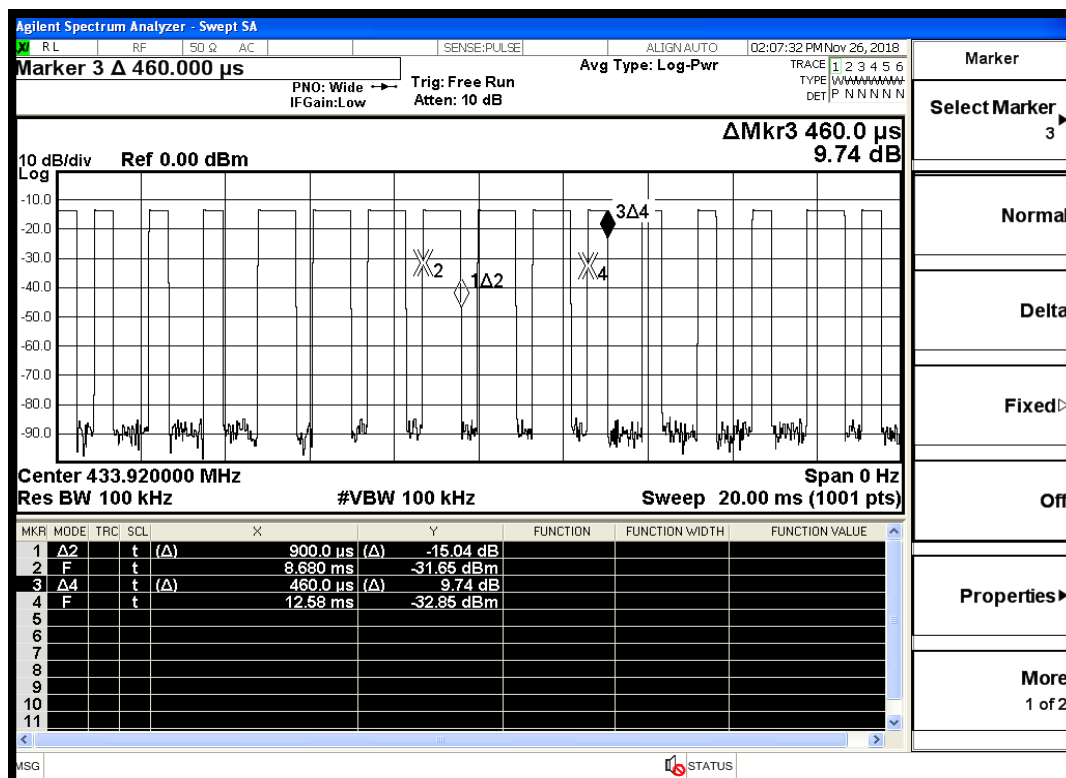 Agilent Spectrum Analyzer - Swept SA
R L RF 50 Ω AC SENSE:PULSE ALIGN AUTO 02:07:32 PM Nov 26, 2018
Marker 3 Δ 460.000 µs
PNO: Wide
IFGain:Low
Trig: Free Run
Atten: 10 dB
Avg Type: Log-Pwr
TRACE 1 2 3 4 5 6
TYPE WWWWWW
DET P N N N N N
ΔMkr3 460.0 µs
9.74 dB
10 dB/div Ref 0.00 dBm
Log
-10.0
-20.0
-30.0
-40.0
-50.0
-60.0
-70.0
-80.0
-90.0
3Δ4
2
4
1Δ2
Center 433.920000 MHz Span 0 Hz
Res BW 100 kHz #VBW 100 kHz Sweep 20.00 ms (1001 pts)
MKR MODE TRC SCL X Y FUNCTION FUNCTION WIDTH FUNCTION VALUE
1 Δ2 t (Δ) 900.0 µs (Δ) -15.04 dB
2 F t 8.680 ms -31.65 dBm
3 Δ4 t (Δ) 460.0 µs (Δ) 9.74 dB
4 F t 12.58 ms -32.85 dBm
5
6
7
8
9
10
11
MSG STATUS
Marker
Select Marker
3
Normal
Delta
Fixed
Off
Properties
More
1 of 2